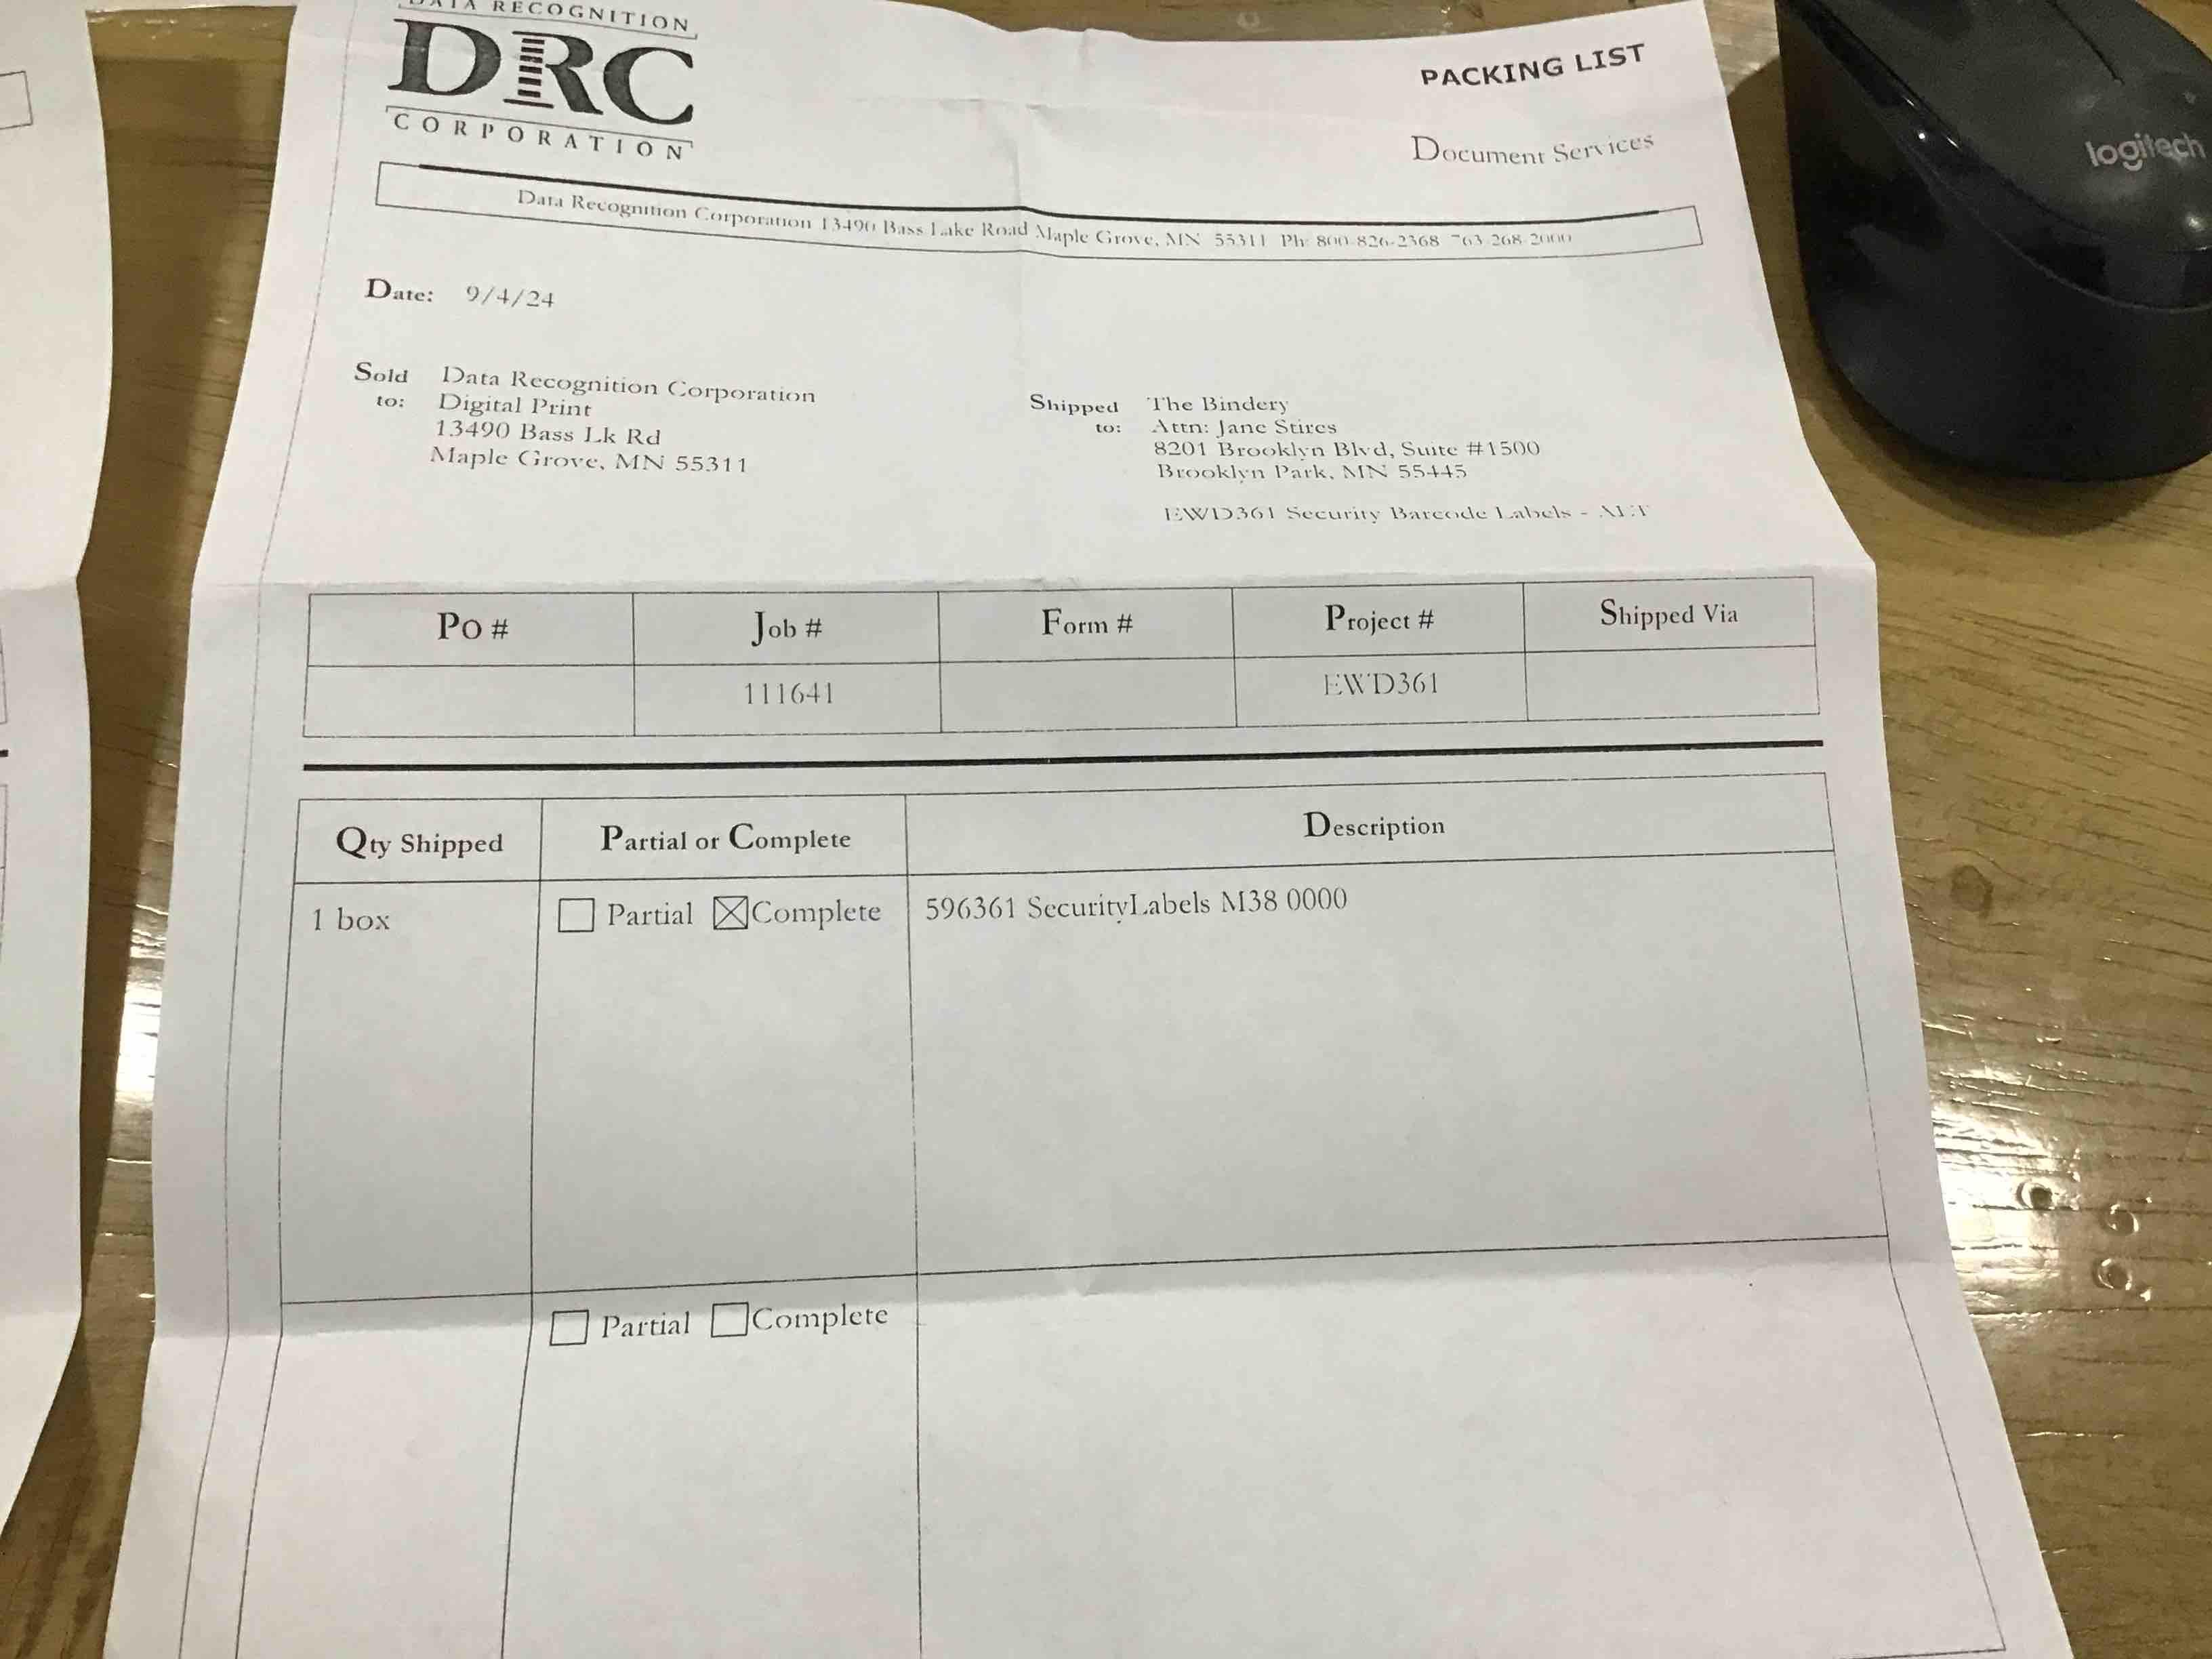 DATA RECOGNITION
DRC
CORPORATION
PACKING LIST
Document Services
Data Recognition Corporation 13490 Bass Lake Road Maple Grove, MN 55311 Ph: 800-826-2368 763-268-2000
Date: 9/4/24
Sold to: Data Recognition Corporation
Digital Print
13490 Bass Lk Rd
Maple Grove, MN 55311
Shipped to: The Bindery
Attn: Jane Stires
8201 Brooklyn Blvd, Suite #1500
Brooklyn Park, MN 55445
EWD361 Security Barcode Labels -
PO # Job # Form # Project # Shipped Via
111641 EWD361
Qty Shipped Partial or Complete Description
1 box Partial Complete 596361 SecurityLabels M38 0000
Partial Complete
logitech